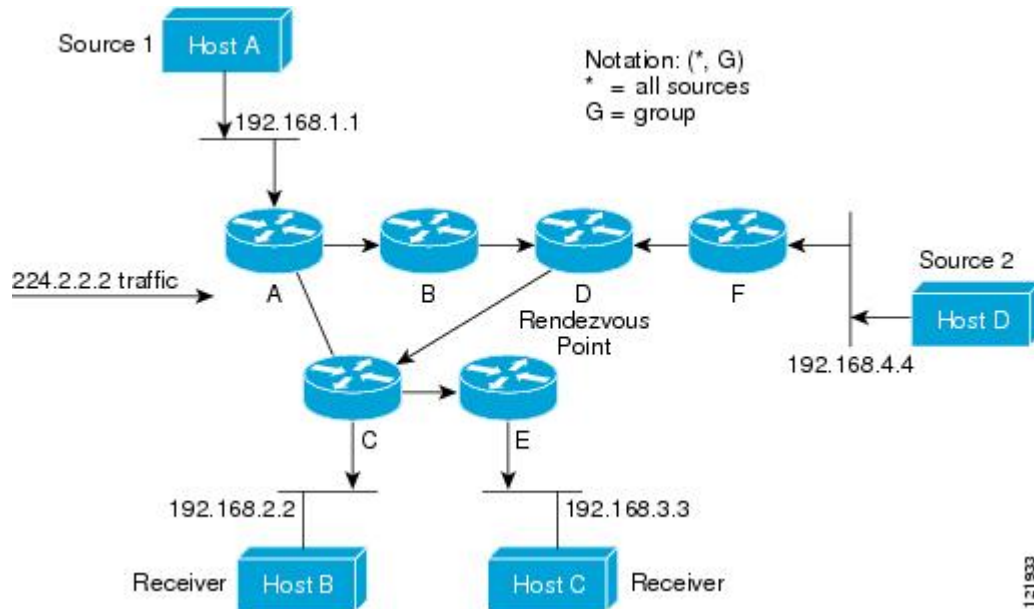 Source 1
Host A
Notation: (*, G)
* = all sources
G = group
192.168.1.1
224.2.2.2 traffic
A
B
D
F
Rendezvous
Point
Source 2
Host D
192.168.4.4
C
E
192.168.2.2
192.168.3.3
Receiver
Host B
Host C
Receiver
121933